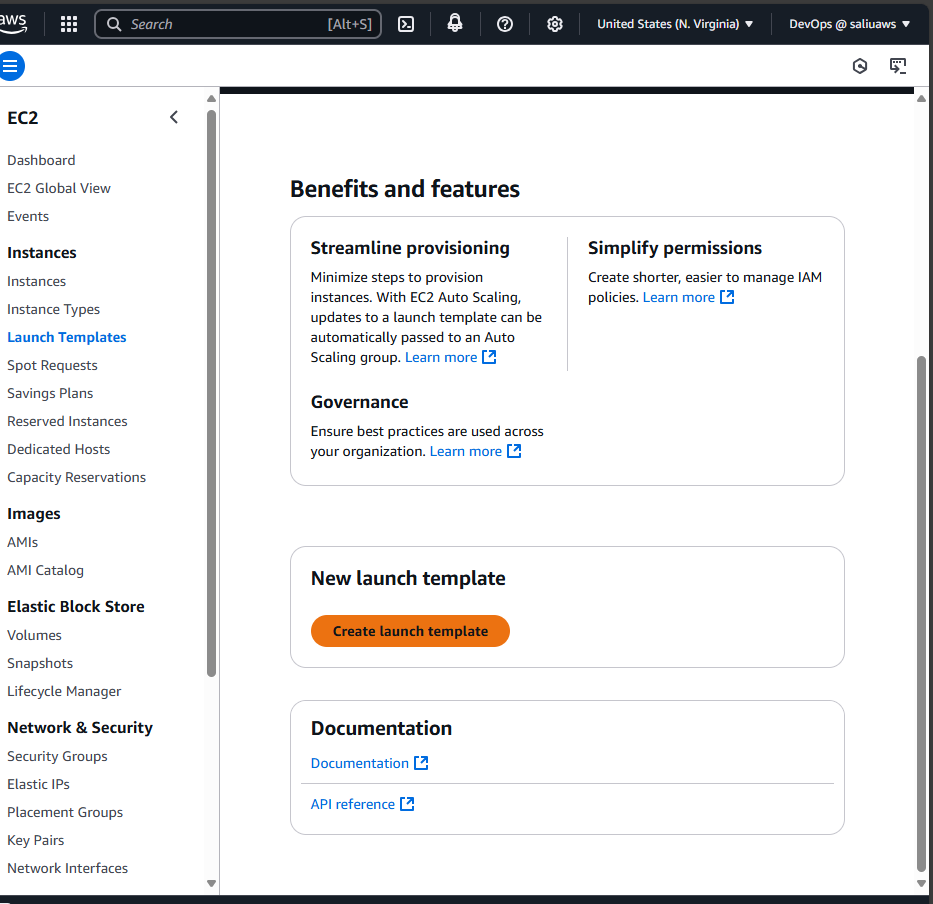 aws
Search
[Alt+S]
United States (N. Virginia)
DevOps @ saliuaws
EC2
Dashboard
EC2 Global View
Events
Instances
Instances
Instance Types
Launch Templates
Spot Requests
Savings Plans
Reserved Instances
Dedicated Hosts
Capacity Reservations
Images
AMIs
AMI Catalog
Elastic Block Store
Volumes
Snapshots
Lifecycle Manager
Network & Security
Security Groups
Elastic IPs
Placement Groups
Key Pairs
Network Interfaces
Benefits and features
Streamline provisioning
Minimize steps to provision
instances. With EC2 Auto Scaling,
updates to a launch template can be
automatically passed to an Auto
Scaling group. Learn more
Simplify permissions
Create shorter, easier to manage IAM
policies. Learn more
Governance
Ensure best practices are used across
your organization. Learn more
New launch template
Create launch template
Documentation
Documentation
API reference